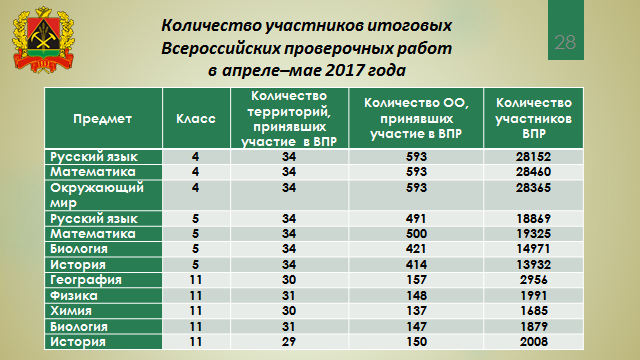 Количество участников итоговых
Всероссийских проверочных работ
в апреле–мае 2017 года
28
Предмет Класс Количество территорий, принявших участие в ВПР Количество ОО, принявших участие в ВПР Количество участников ВПР
Русский язык 4 34 593 28152
Математика 4 34 593 28460
Окружающий мир 4 34 593 28365
Русский язык 5 34 491 18869
Математика 5 34 500 19325
Биология 5 34 421 14971
История 5 34 414 13932
География 11 30 157 2956
Физика 11 31 148 1991
Химия 11 30 137 1685
Биология 11 31 147 1879
История 11 29 150 2008